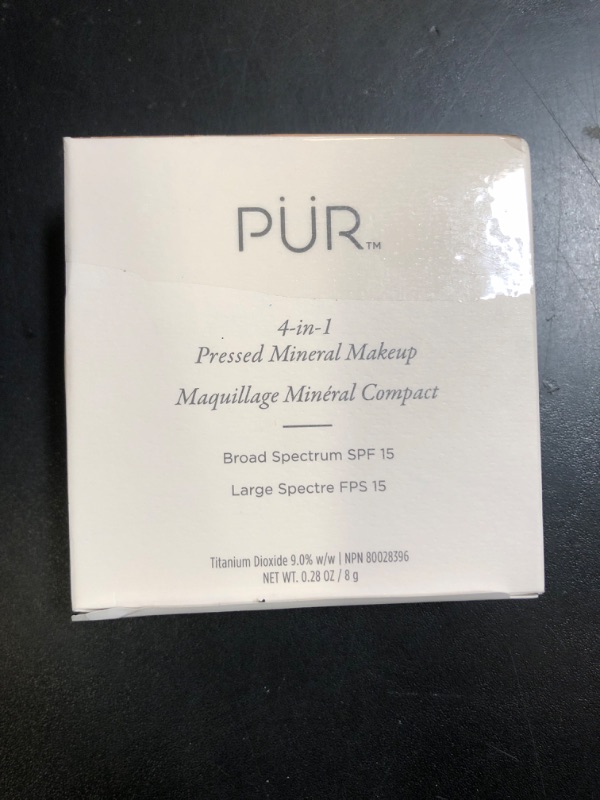 PÜR™
4-in-1
Pressed Mineral Makeup
Maquillage Minéral Compact
Broad Spectrum SPF 15
Large Spectre FPS 15
Titanium Dioxide 9.0% w/w | NPN 80028396
NET WT. 0.28 OZ / 8 g